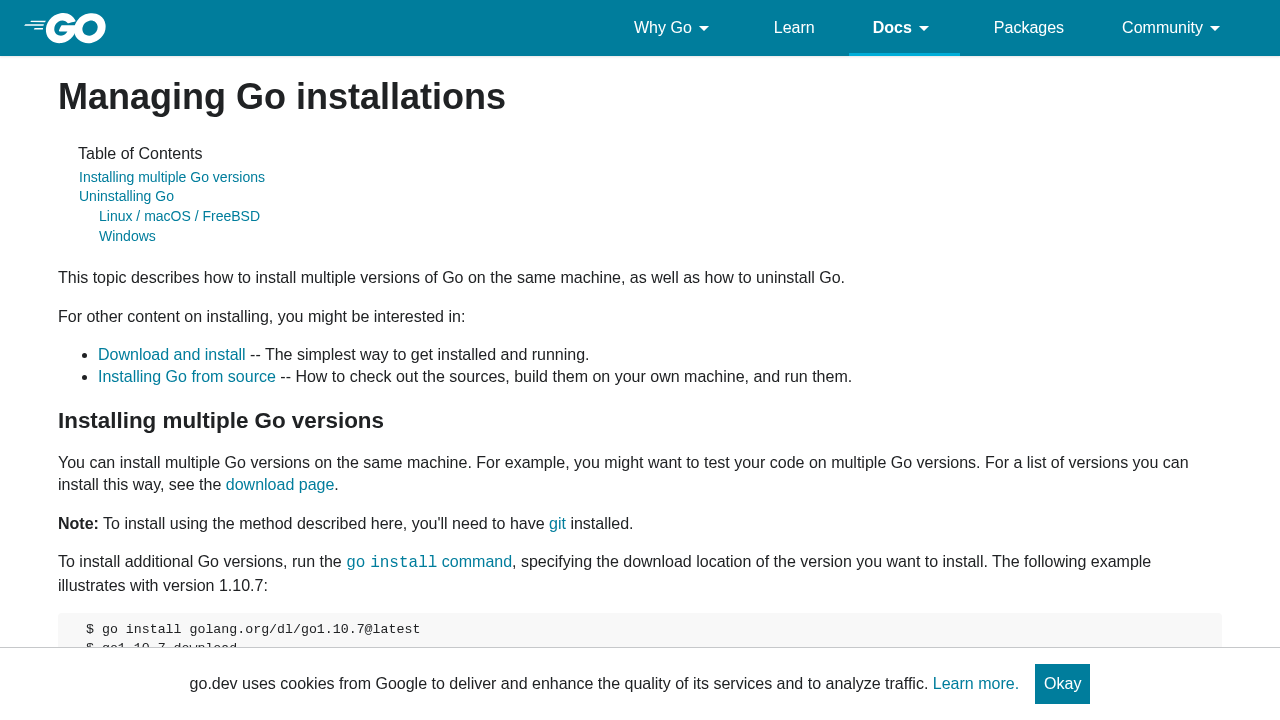 GO
Why Go
Learn
Docs
Packages
Community
Managing Go installations
Table of Contents
Installing multiple Go versions
Uninstalling Go
Linux / macOS / FreeBSD
Windows
This topic describes how to install multiple versions of Go on the same machine, as well as how to uninstall Go.
For other content on installing, you might be interested in:
Download and install -- The simplest way to get installed and running.
Installing Go from source -- How to check out the sources, build them on your own machine, and run them.
Installing multiple Go versions
You can install multiple Go versions on the same machine. For example, you might want to test your code on multiple Go versions. For a list of versions you can
install this way, see the download page.
Note: To install using the method described here, you'll need to have git installed.
To install additional Go versions, run the go install command, specifying the download location of the version you want to install. The following example
illustrates with version 1.10.7:
$ go install golang.org/dl/go1.10.7@latest
$ go1.10.7 download
go.dev uses cookies from Google to deliver and enhance the quality of its services and to analyze traffic. Learn more.
Okay